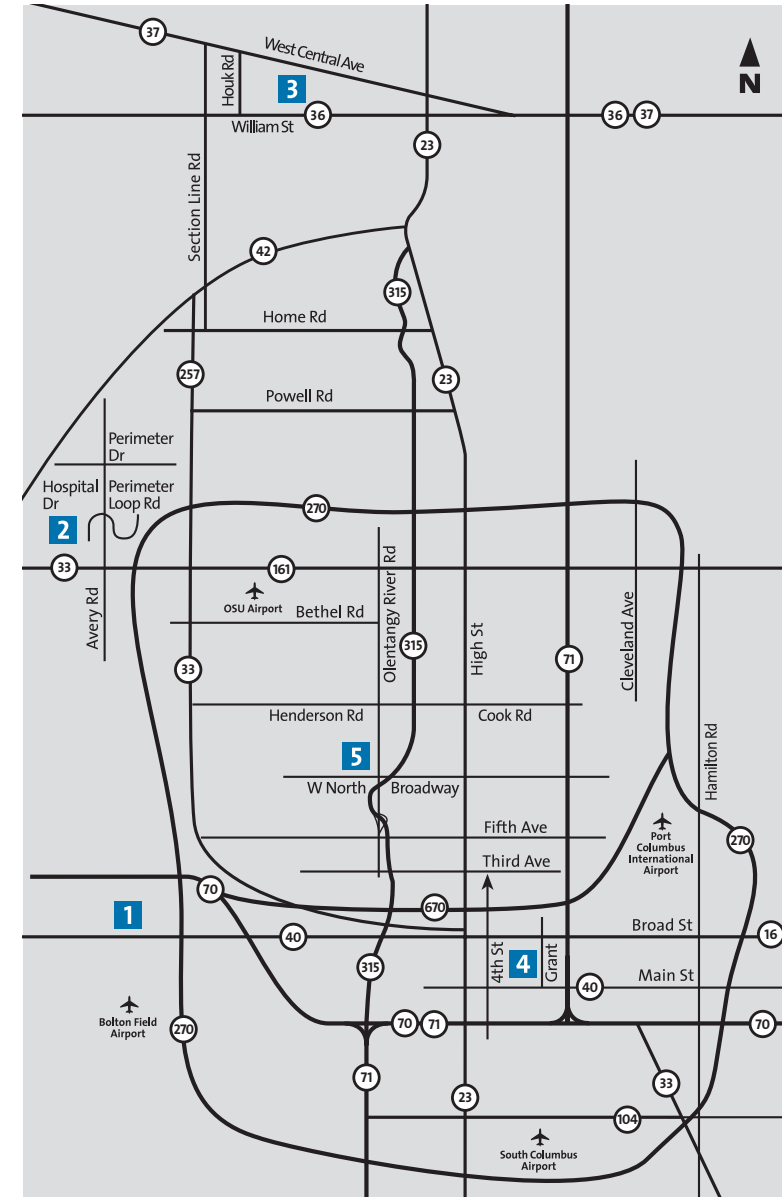 37
West Central Ave
Houk Rd
3
N
36
William St
36
37
23
Section Line Rd
42
315
Home Rd
257
23
Powell Rd
Perimeter
Dr
Hospital
Dr
Perimeter
Loop Rd
2
270
33
161
OSU Airport
Avery Rd
Bethel Rd
Olentangy River Rd
315
High St
71
Cleveland Ave
33
Henderson Rd
Cook Rd
Hamilton Rd
5
W North
Broadway
Fifth Ave
Port
Columbus
International
Airport
270
Third Ave
70
670
1
40
Broad St
16
4th St
4
Grant
Main St
40
315
Bolton Field
Airport
270
70
71
70
71
23
33
104
South Columbus
Airport